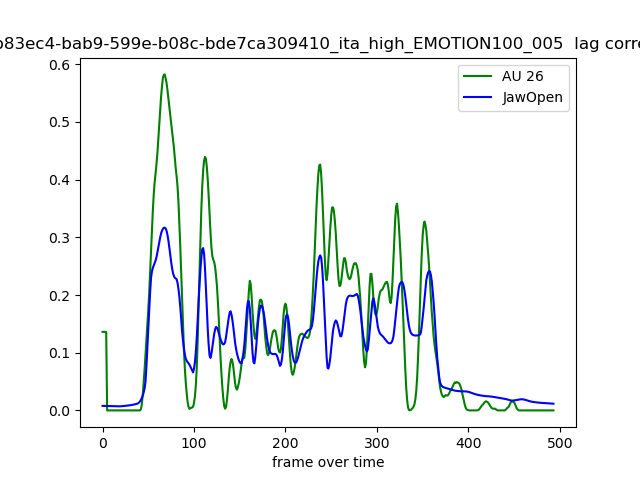 b83ec4-bab9-599e-b08c-bde7ca309410_ita_high_EMOTION100_005 lag corre
AU 26
JawOpen
0.6
0.5
0.4
0.3
0.2
0.1
0.0
0 100 200 300 400 500
frame over time